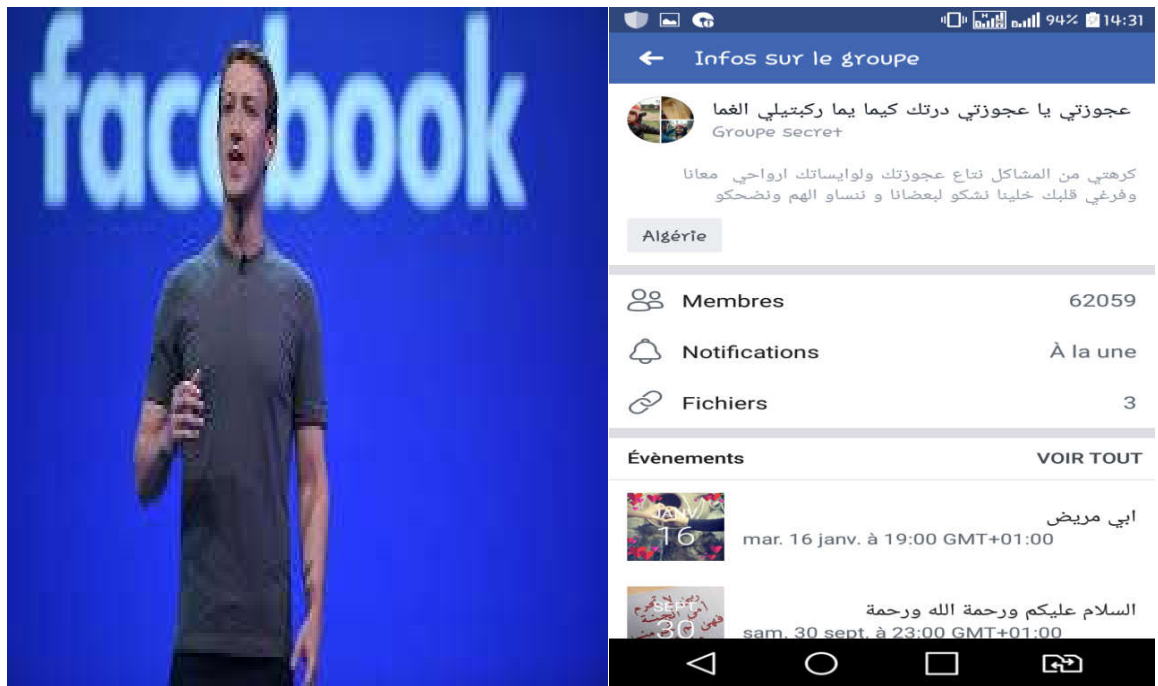 facebook
94% 14:31
Infos sur le groupe
عجوزتي يا عجوزتي درتك كيما يما ركبتيلي الغما
Groupe secret
كرهتي من المشاكل نتاع عجوزتك ولوايساتك ارواحي معانا
وفرغي قلبك خلينا نشكو لبعضانا و ننساو الهم ونضحكو
Algérie
Membres 62059
Notifications À la une
Fichiers 3
Évènements VOIR TOUT
JANV
16
ابي مريض
mar. 16 janv. à 19:00 GMT+01:00
SEPT
30
السلام عليكم ورحمة الله ورحمة
sam. 30 sept. à 23:00 GMT+01:00